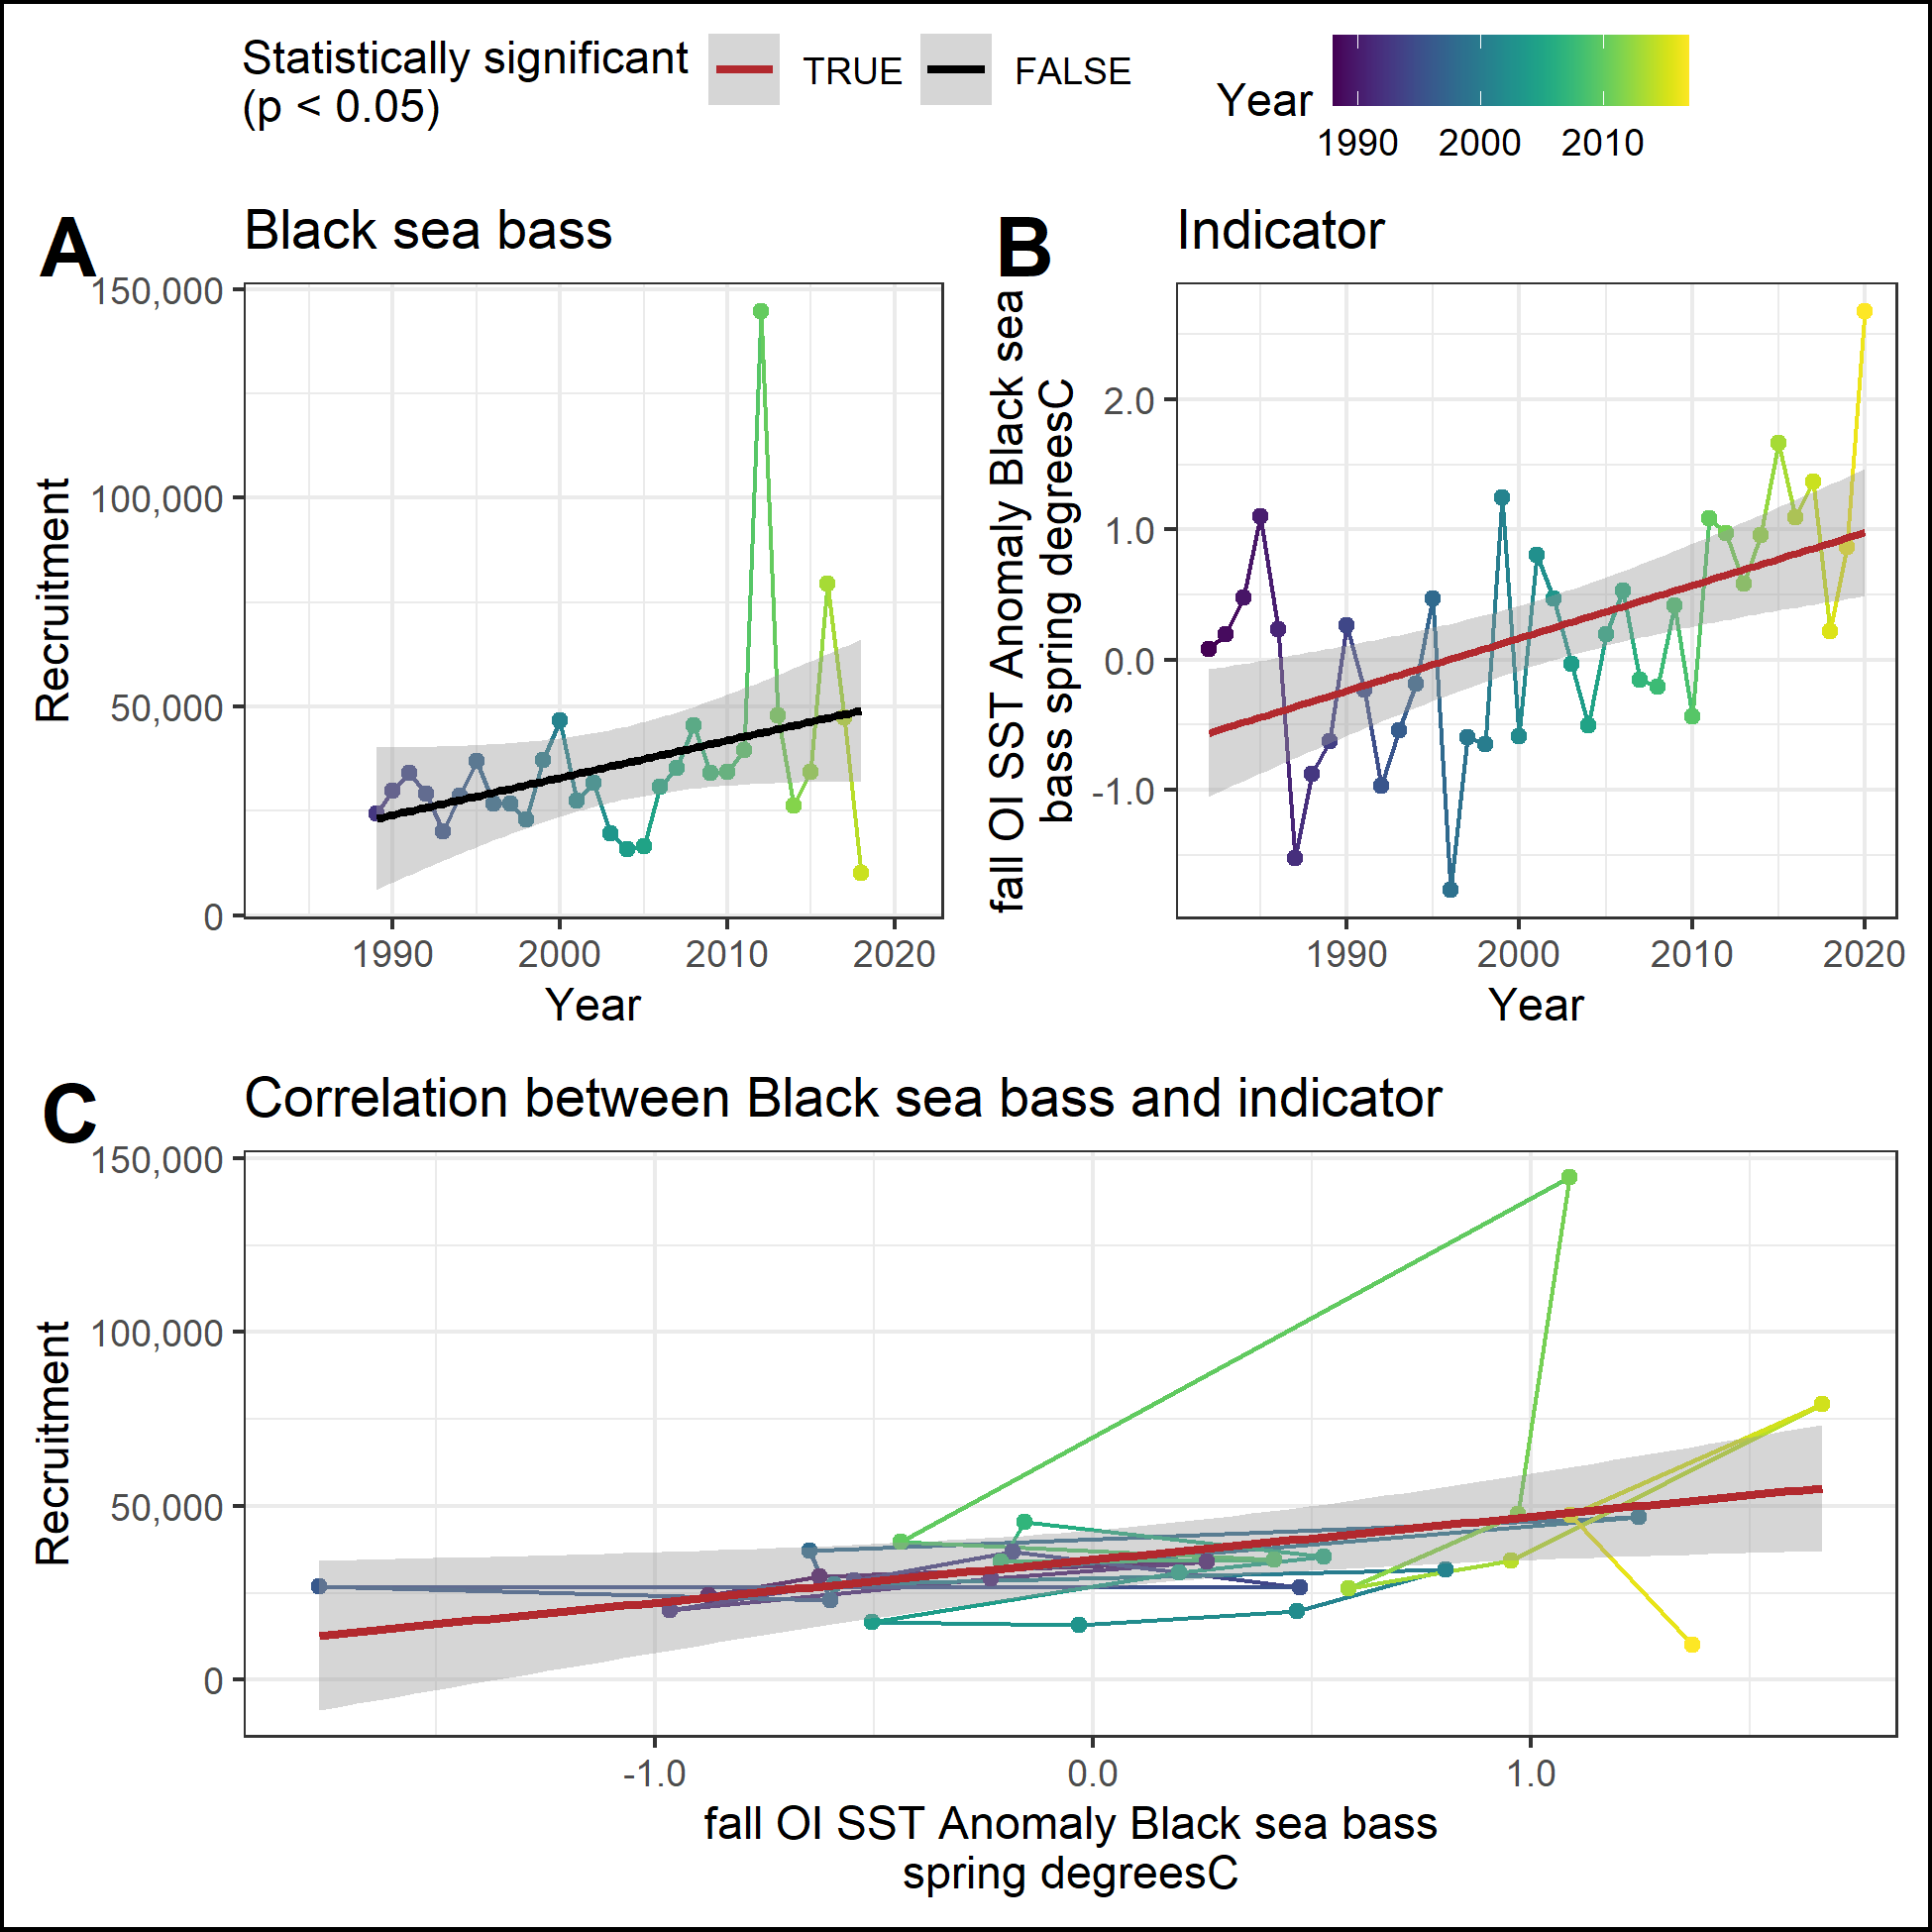 Statistically significant
(p < 0.05)
TRUE
FALSE
Year
1990 2000 2010
A
Black sea bass
150,000
100,000
50,000
0
Recruitment
1990 2000 2010 2020
Year
B
Indicator
fall OI SST Anomaly Black sea
bass spring degreesC
2.0
1.0
0.0
-1.0
1990 2000 2010 2020
Year
C
Correlation between Black sea bass and indicator
150,000
100,000
50,000
0
Recruitment
-1.0 0.0 1.0
fall OI SST Anomaly Black sea bass
spring degreesC